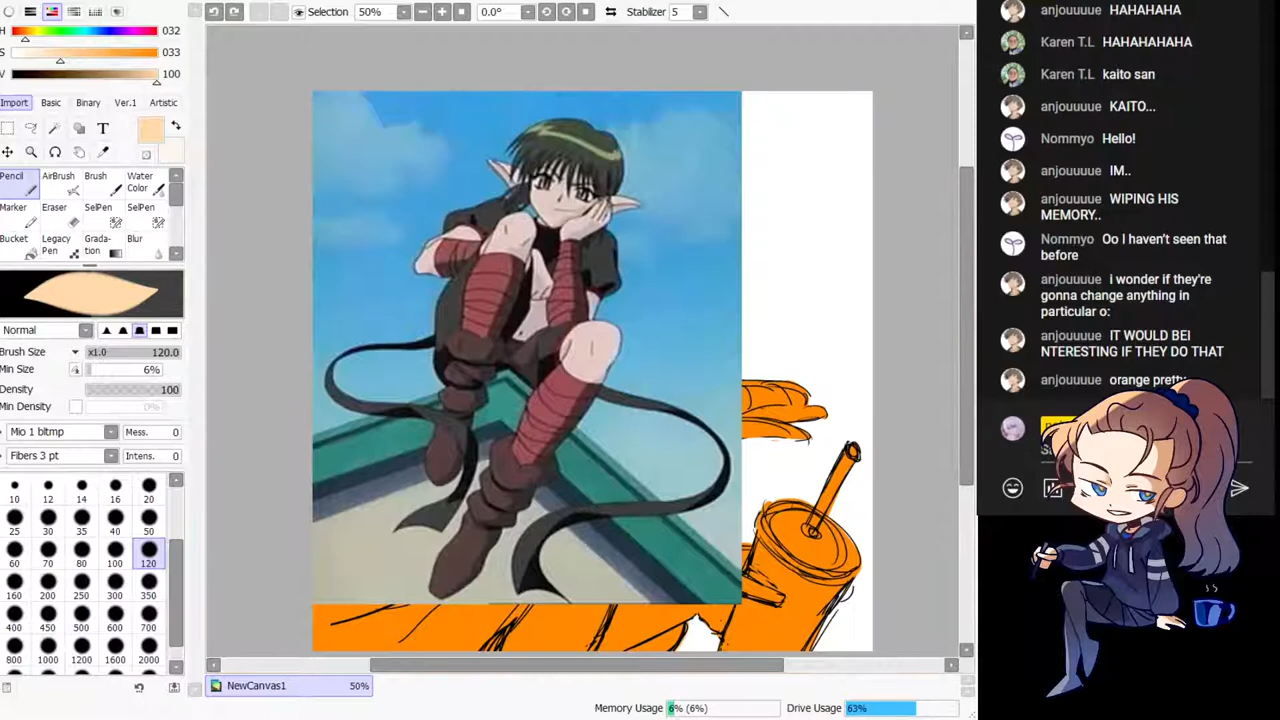 Selection 50% 0.0° Stabilizer 5
H 032
S 033
V 100
Import Basic Binary Ver.1 Artistic
T
Pencil AirBrush Brush Water Color
Marker Eraser SelPen SelPen
Bucket Legacy Pen Grada-tion Blur
Normal
Brush Size x1.0 120.0
Min Size 6%
Density 100
Min Density 0%
Mio 1 bltmp Mess. 0
Fibers 3 pt Intens. 0
10 12 14 16 20
25 30 35 40 50
60 70 80 100 120
160 200 250 300 350
400 450 500 600 700
800 1000 1200 1600 2000
NewCanvas1 50%
Memory Usage 6% (6%) Drive Usage 63%
anjouuuue HAHAHAHA
Karen T.L HAHAHAHAHA
Karen T.L kaito san
anjouuuue KAITO...
Nommyo Hello!
anjouuuue IM..
anjouuuue WIPING HIS
MEMORY..
Nommyo Oo I haven't seen that
before
anjouuuue i wonder if they're
gonna change anything in
particular o:
anjouuuue IT WOULD BEI
NTERESTING IF THEY DO THAT
anjouuuue orange pretty